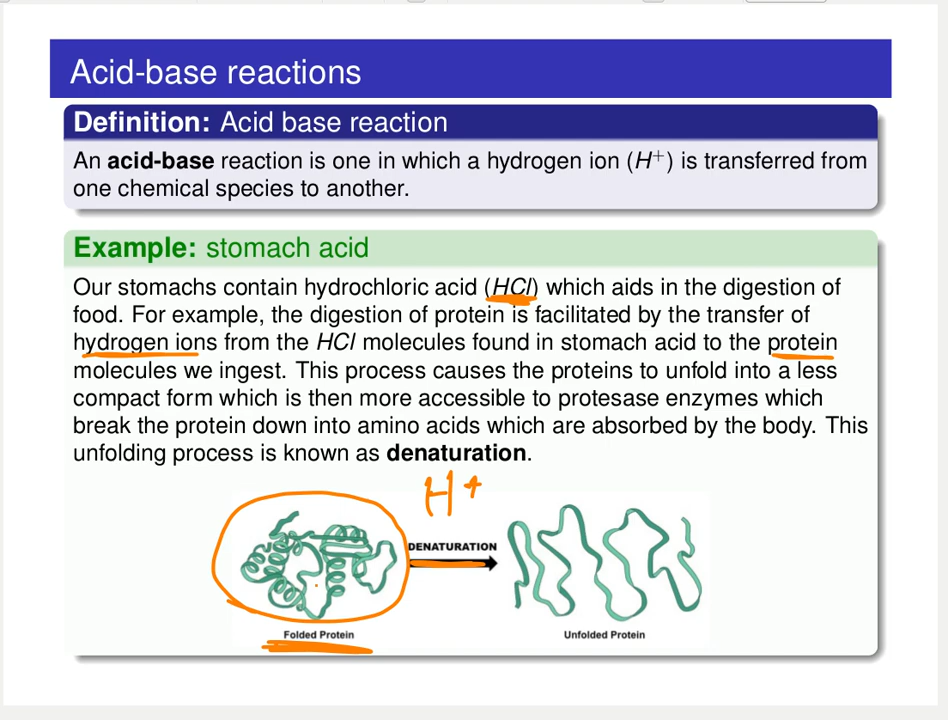 Acid-base reactions
Definition: Acid base reaction
An acid-base reaction is one in which a hydrogen ion (H+) is transferred from
one chemical species to another.
Example: stomach acid
Our stomachs contain hydrochloric acid (HCl) which aids in the digestion of
food. For example, the digestion of protein is facilitated by the transfer of
hydrogen ions from the HCl molecules found in stomach acid to the protein
molecules we ingest. This process causes the proteins to unfold into a less
compact form which is then more accessible to protesase enzymes which
break the protein down into amino acids which are absorbed by the body. This
unfolding process is known as denaturation.
H+
DENATURATION
Folded Protein
Unfolded Protein